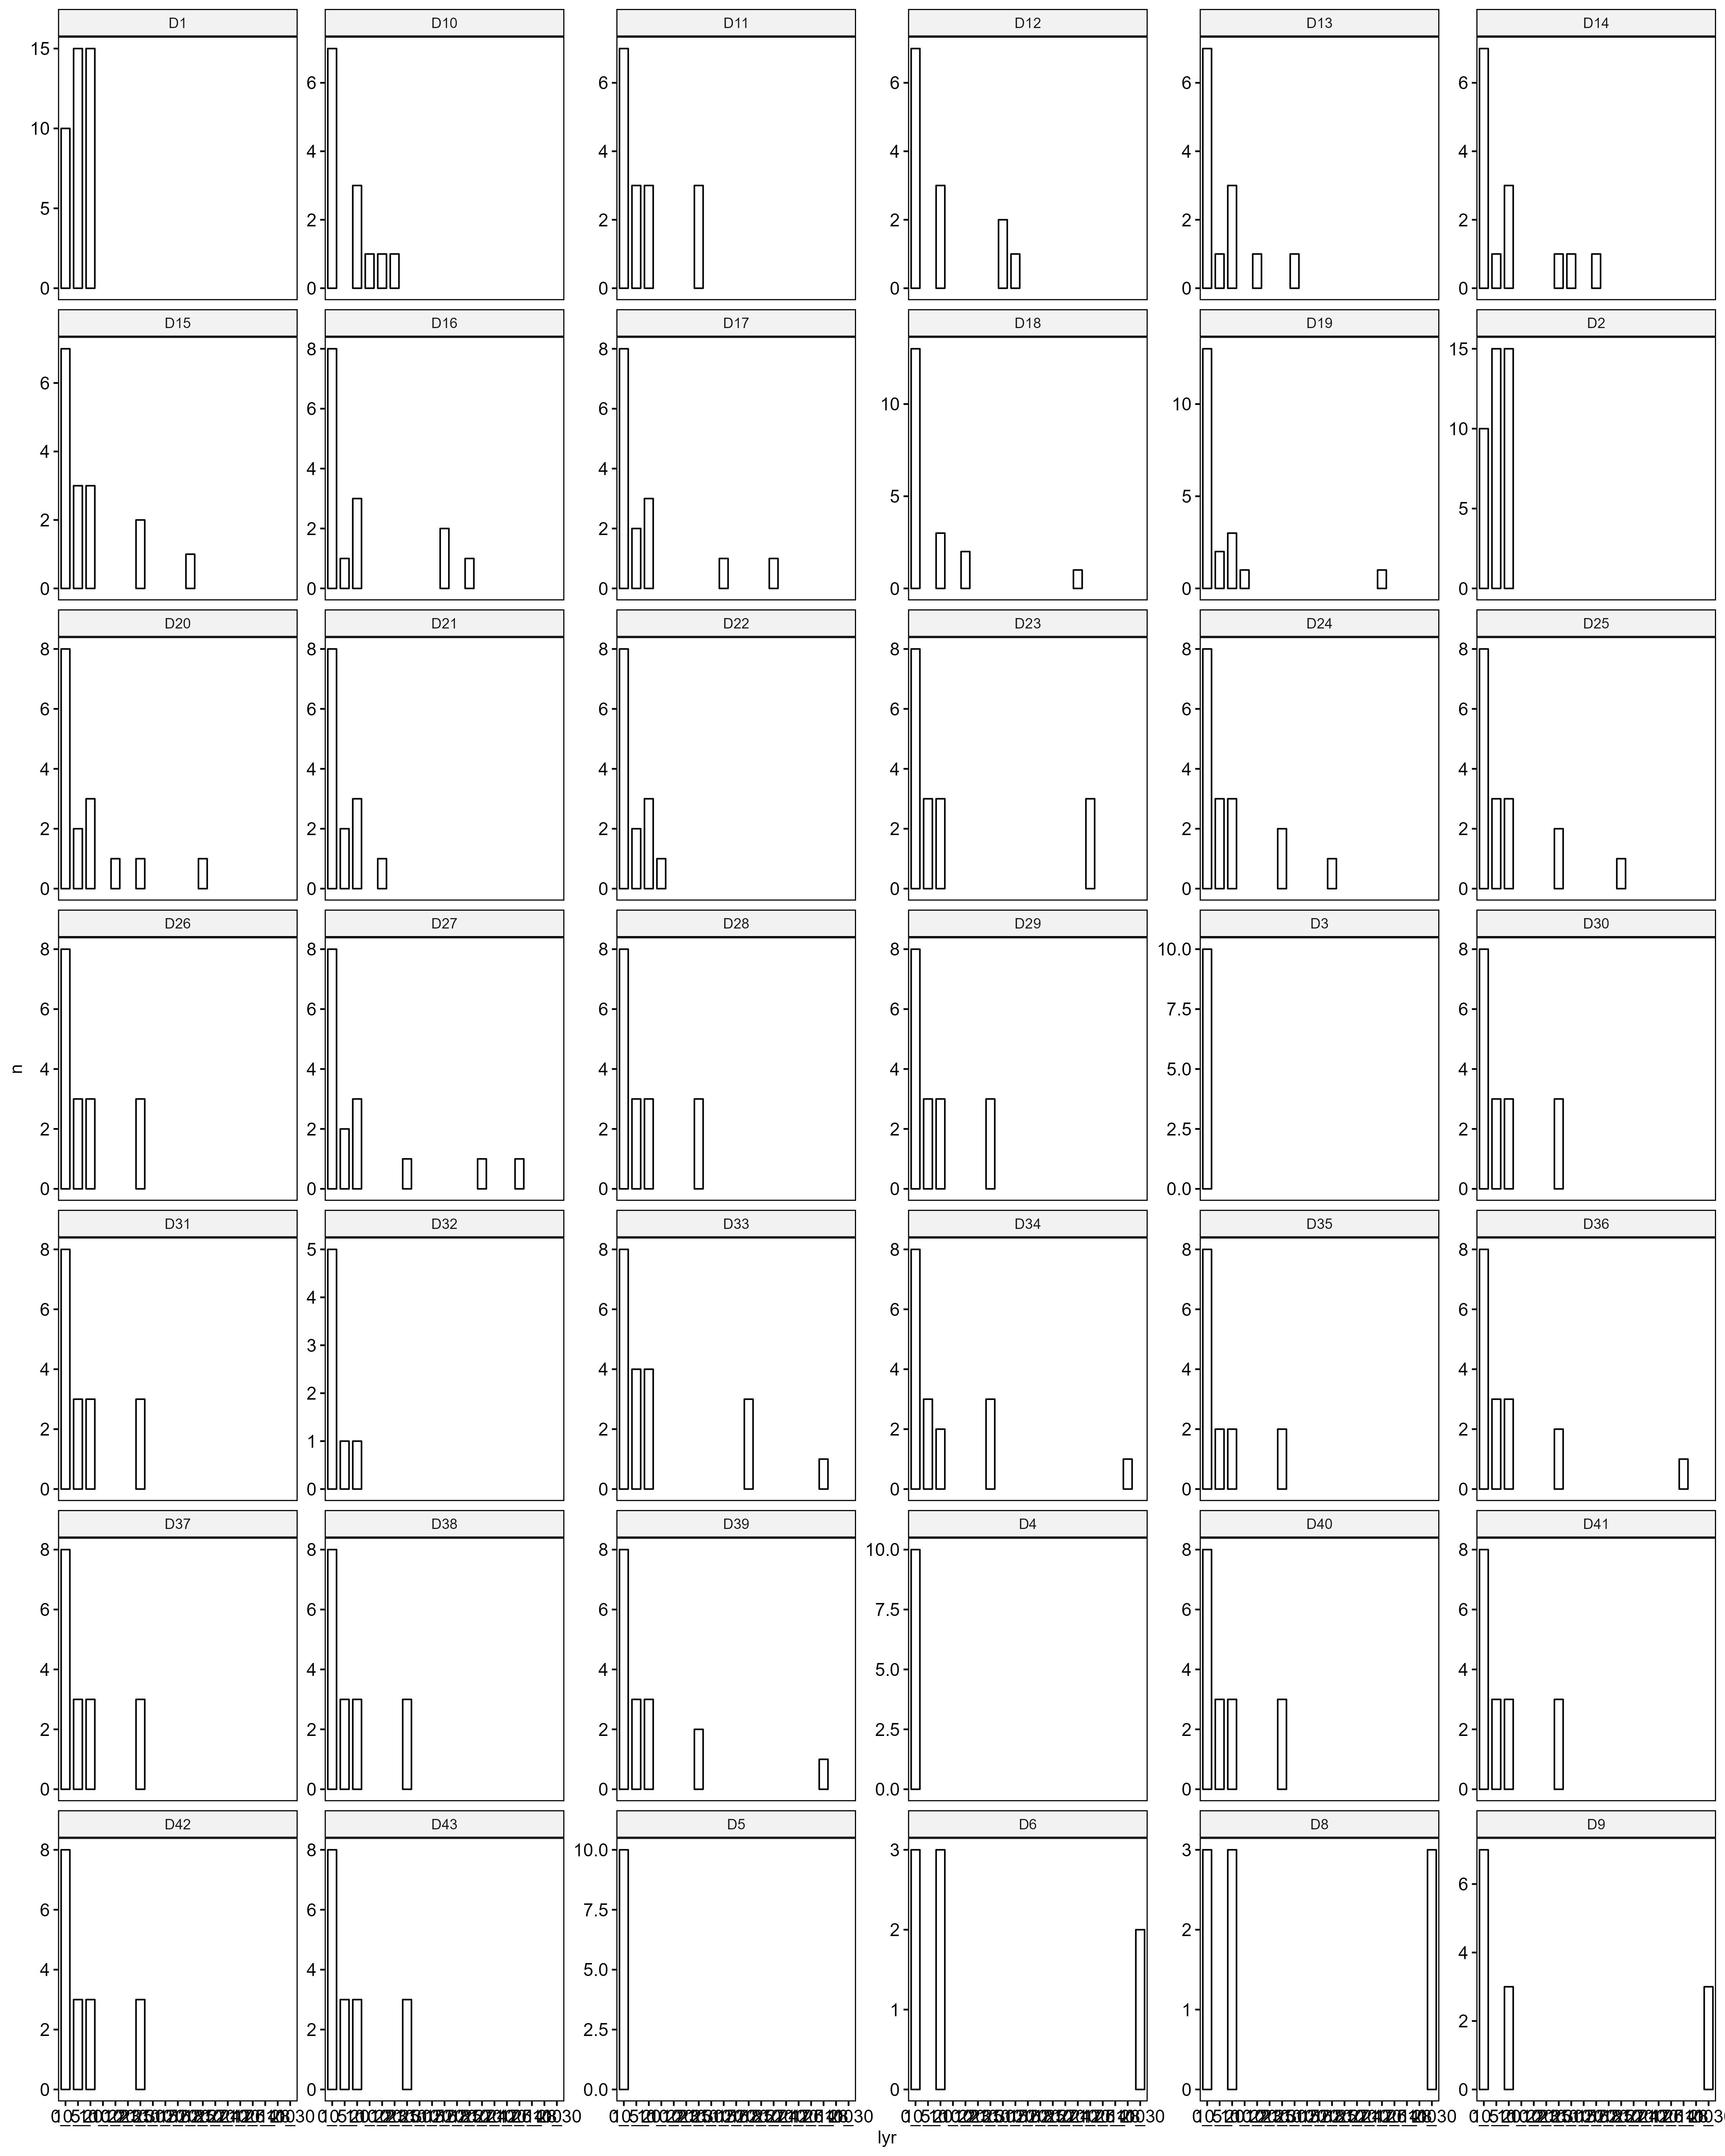 D1 D10 D11 D12 D13 D14
15 6 6 6 6 6
10 4 4 4 4 4
5 2 2 2 2 2
0 0 0 0 0 0
D15 D16 D17 D18 D19 D2
6 8 8 10 10 15
4 6 6 5 5 10
2 4 4 0 0 5
0 2 2 0
0 0
D20 D21 D22 D23 D24 D25
8 8 8 8 8 8
6 6 6 6 6 6
4 4 4 4 4 4
2 2 2 2 2 2
0 0 0 0 0 0
D26 D27 D28 D29 D3 D30
8 8 8 8 10.0 8
6 6 6 6 7.5 6
4 4 4 4 5.0 4
2 2 2 2 2.5 2
0 0 0 0 0.0 0
n
D31 D32 D33 D34 D35 D36
8 5 8 8 8 8
6 4 6 6 6 6
4 3 4 4 4 4
2 2 2 2 2 2
0 1 0 0 0 0
0
D37 D38 D39 D4 D40 D41
8 8 8 10.0 8 8
6 6 6 7.5 6 6
4 4 4 5.0 4 4
2 2 2 2.5 2 2
0 0 0 0.0 0 0
D42 D43 D5 D6 D8 D9
8 8 10.0 3 3 6
6 6 7.5 2 2 4
4 4 5.0 1 1 2
2 2 2.5 0 0 0
0 0 0.0
lyr